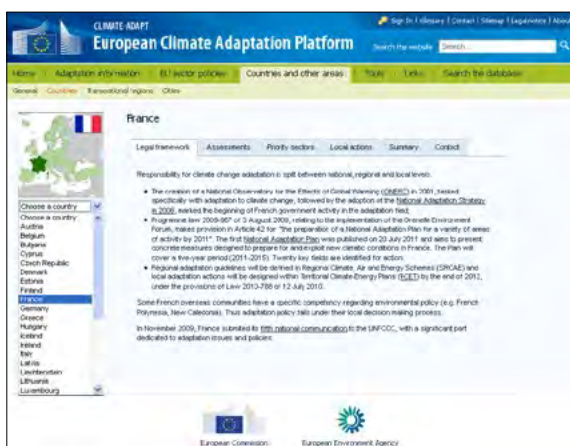 CLIMATE-ADAPT
European Climate Adaptation Platform
Sign In | Glossary | Contact | Sitemap | Legal notice | About
Search the website Search...
Home Adaptation information EU sector policies Countries and other areas Tools Links Search the database
General Countries Transnational regions Cities
France
Legal framework Assessments Priority sectors Local actions Summary Contact
Responsibility for climate change adaptation is split between national, regional and local levels.
The creation of a National Observatory for the Effects of Global Warming (ONERC) in 2001, tasked
specifically with adaptation to climate change, followed by the adoption of the National Adaptation Strategy
in 2006, marked the beginning of French government activity in the adaptation field;
Programme law 2009-967 of 3 August 2009, relating to the implementation of the Grenelle Environment
Forum, makes provision in Article 42 for "the preparation of a National Adaptation Plan for a variety of areas
of activity by 2011". The first National Adaptation Plan was published on 20 July 2011 and aims to present
concrete measures designed to prepare for and exploit new climatic conditions in France. The Plan will
cover a five-year period (2011-2015). Twenty key fields are identified for action.
Regional adaptation guidelines will be defined in Regional Climate, Air and Energy Schemes (SRCAE) and
local adaptation actions will be designed within Territorial Climate-Energy Plans (PCET) by the end of 2012,
under the provisions of Law 2010-788 of 12 July 2010.
Some French overseas communities have a specific competency regarding environmental policy (e.g. French
Polynesia, New Caledonia). Thus adaptation policy falls under their local decision making process.
In November 2009, France submitted its fifth national communication to the UNFCCC, with a significant part
dedicated to adaptation issues and policies.
Choose a country
Choose a country
Austria
Belgium
Bulgaria
Cyprus
Czech Republic
Denmark
Estonia
Finland
France
Germany
Greece
Hungary
Iceland
Ireland
Italy
Latvia
Liechtenstein
Lithuania
Luxembourg
European Commission
European Environment Agency